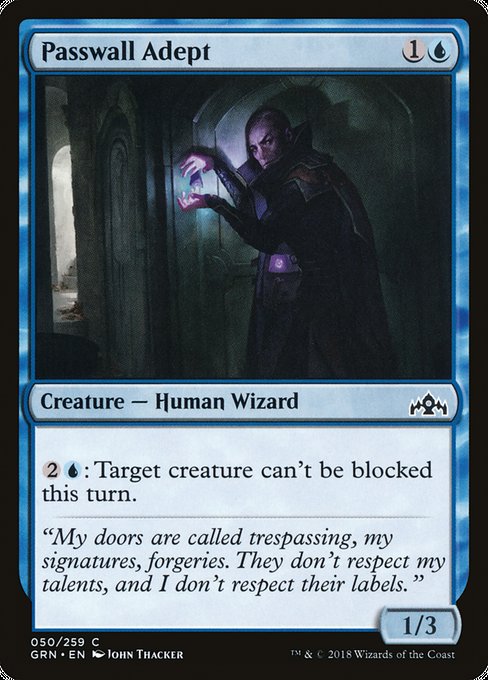 Passwall Adept 1
Creature — Human Wizard
2: Target creature can't be blocked
this turn.
“My doors are called trespassing, my
signatures, forgeries. They don't respect my
talents, and I don't respect their labels.”
1/3
050/259 C
GRN • EN John Thacker
™ & © 2018 Wizards of the Coast